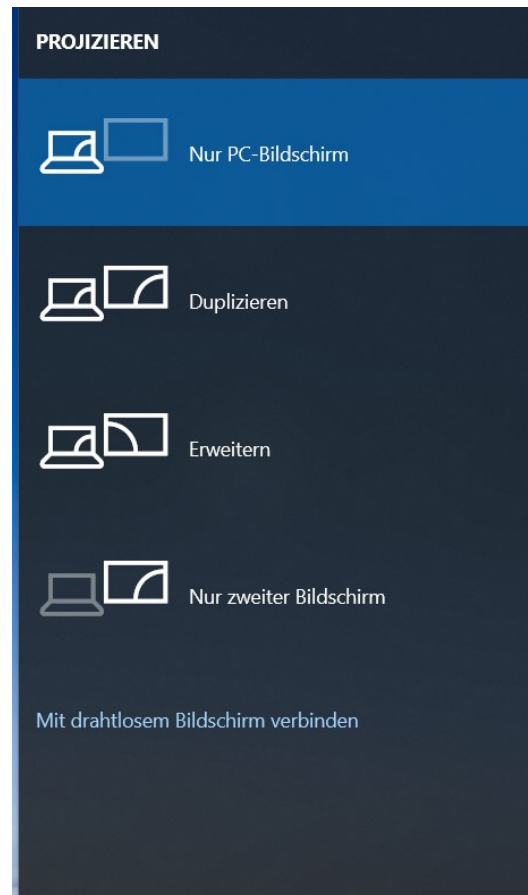 PROJIZIEREN
Nur PC-Bildschirm
Duplizieren
Erweitern
Nur zweiter Bildschirm
Mit drahtlosem Bildschirm verbinden